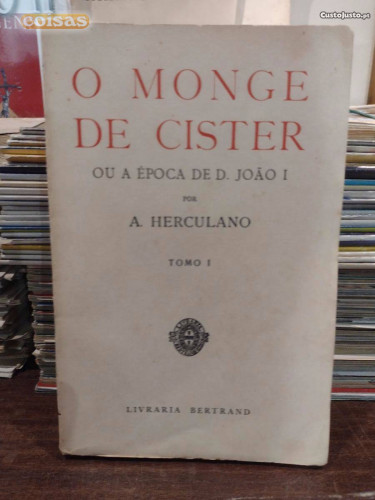 coisas
CustoJusto.pt
O MONGE
DE CISTER
OU A ÉPOCA DE D. JOÃO I
POR
A. HERCULANO
TOMO I
LIVRARIA BERTRAND